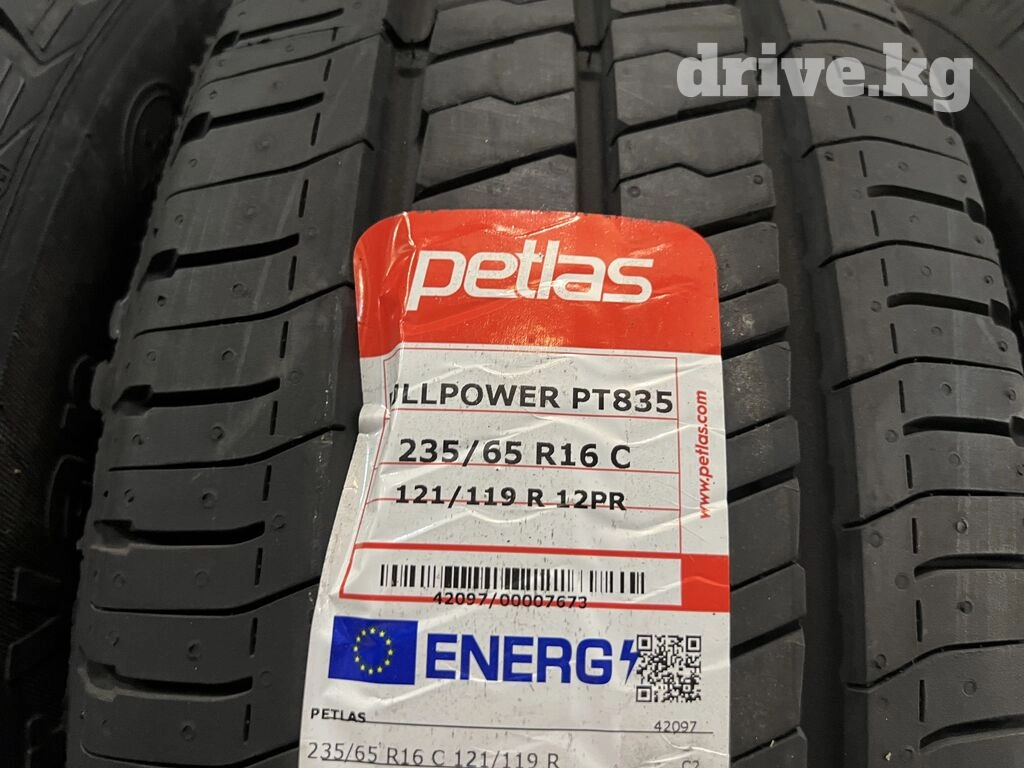 drive.kg
petlas
PT835
235/65 R16 C
121/119 R 12PR
www.petlas.com
42097/00007673
ENERG
PETLAS
42097
235/65 R16 C 121/119 R
C2